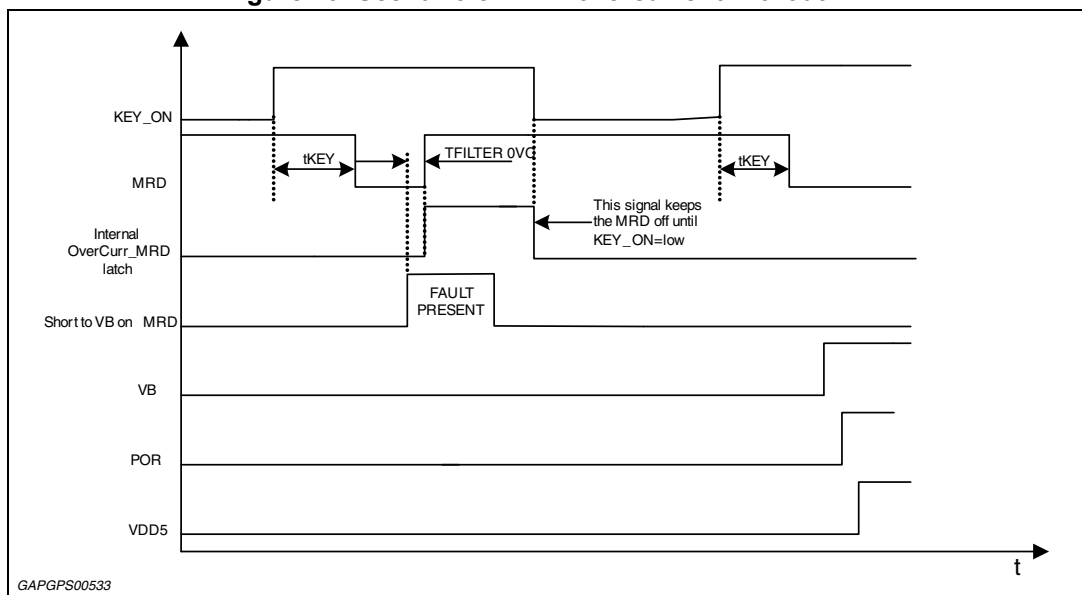 KEY_ON
tKEY
TFILTER 0VC
tKEY
MRD
This signal keeps
the MRD off until
KEY_ON=low
Internal
OverCurr_MRD
latch
FAULT
PRESENT
Short to VB on MRD
VB
POR
VDD5
t
GAPGPS00533